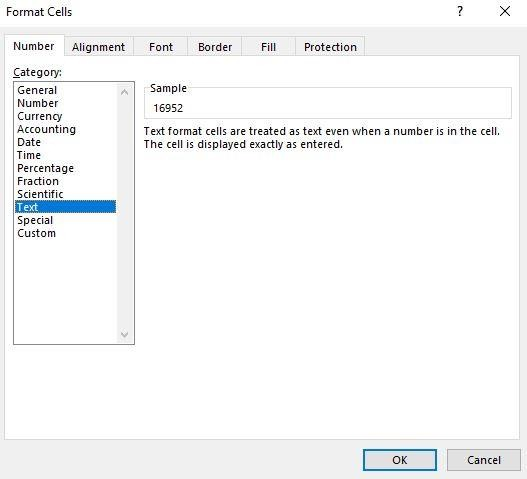 Format Cells
?
Number Alignment Font Border Fill Protection
Category:
General
Number
Currency
Accounting
Date
Time
Percentage
Fraction
Scientific
Text
Special
Custom
Sample
16952
Text format cells are treated as text even when a number is in the cell.
The cell is displayed exactly as entered.
OK Cancel